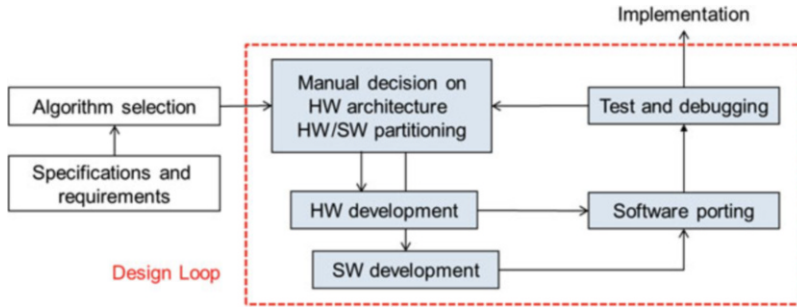 Implementation
Manual decision on
HW architecture
HW/SW partitioning
Algorithm selection
Test and debugging
Specifications and
requirements
HW development
Software porting
Design Loop
SW development